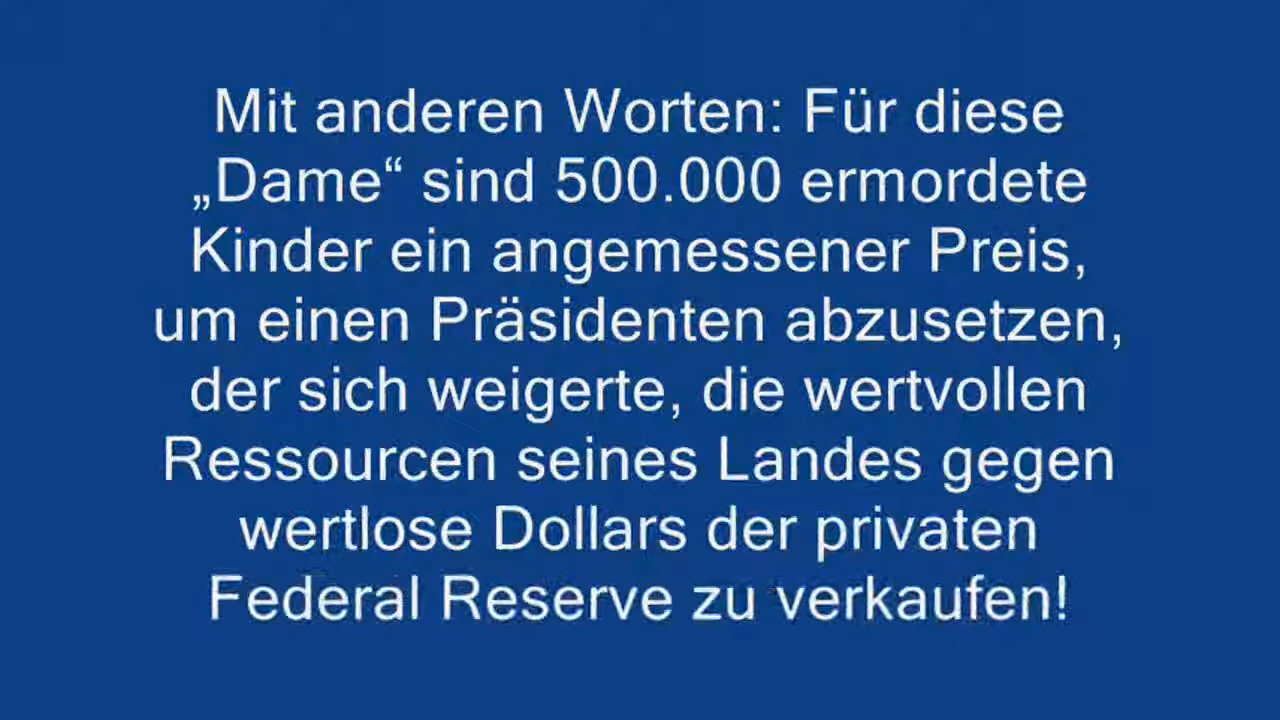 Mit anderen Worten: Für diese
„Dame“ sind 500.000 ermordete
Kinder ein angemessener Preis,
um einen Präsidenten abzusetzen,
der sich weigerte, die wertvollen
Ressourcen seines Landes gegen
wertlose Dollars der privaten
Federal Reserve zu verkaufen!